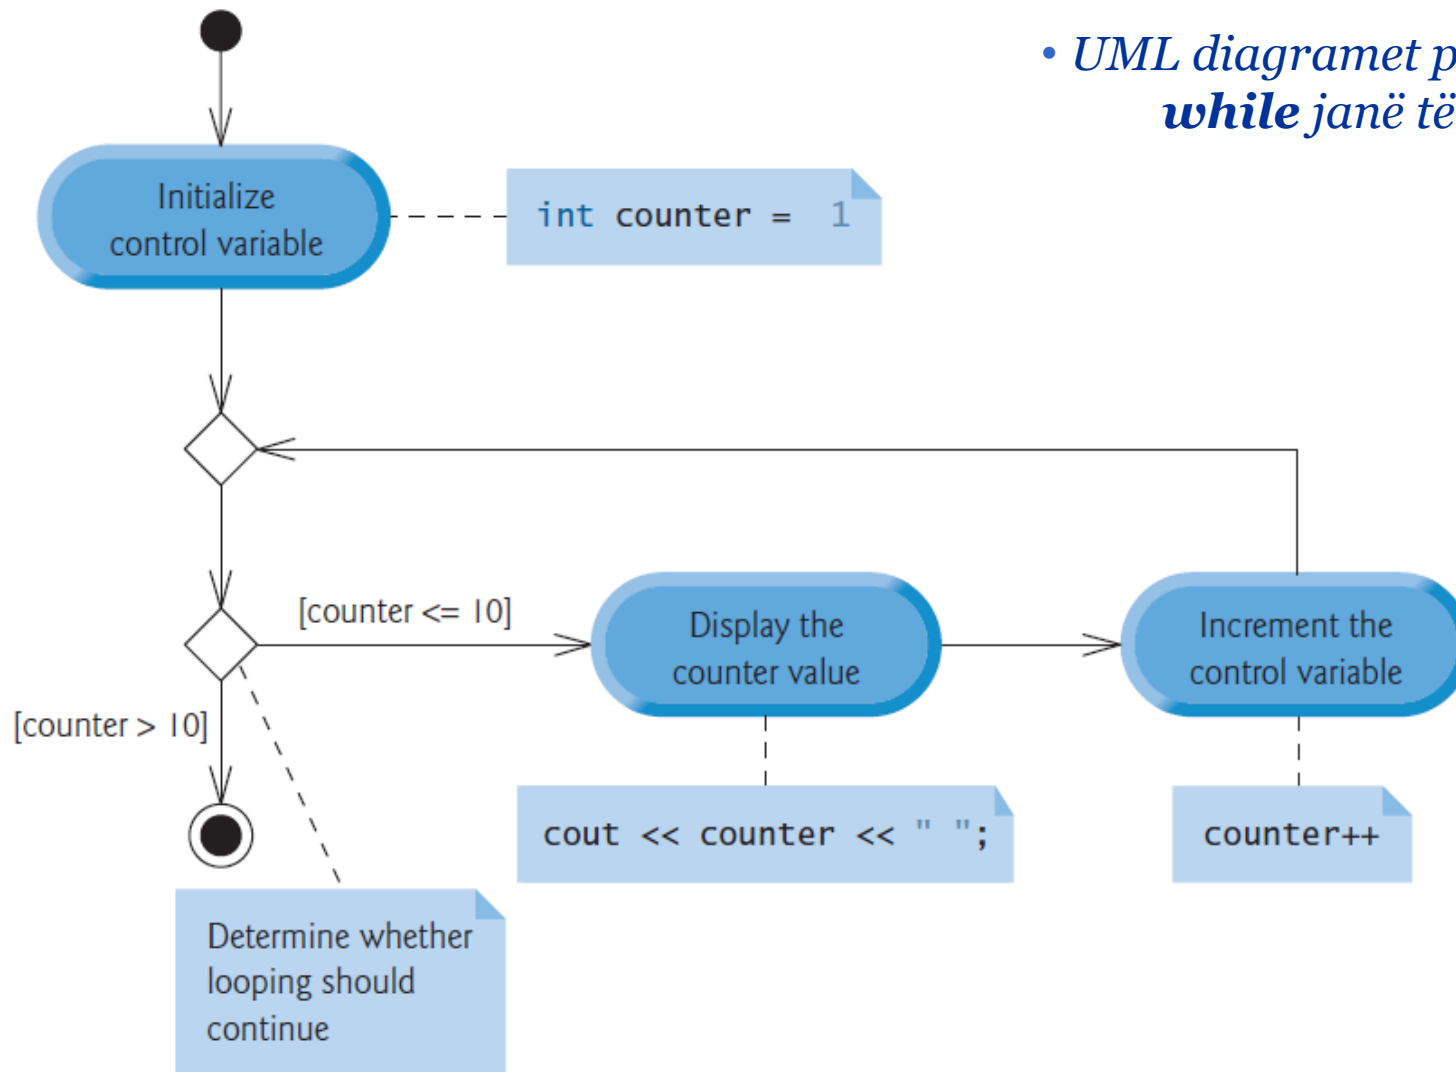 • UML diagramet p
while janë të
Initialize
control variable
int counter = 1
[counter <= 10]
Display the
counter value
Increment the
control variable
[counter > 10]
cout << counter << " ";
counter++
Determine whether
looping should
continue